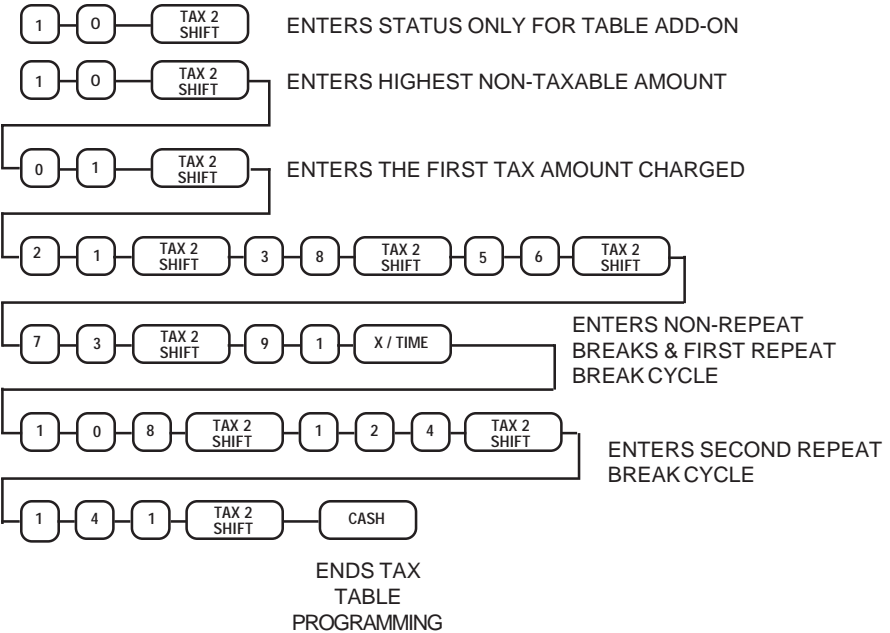 1 0 TAX 2 SHIFT ENTERS STATUS ONLY FOR TABLE ADD-ON
1 0 TAX 2 SHIFT ENTERS HIGHEST NON-TAXABLE AMOUNT
0 1 TAX 2 SHIFT ENTERS THE FIRST TAX AMOUNT CHARGED
2 1 TAX 2 SHIFT 3 8 TAX 2 SHIFT 5 6 TAX 2 SHIFT
7 3 TAX 2 SHIFT 9 1 X / TIME
ENTERS NON-REPEAT
BREAKS & FIRST REPEAT
BREAK CYCLE
1 0 8 TAX 2 SHIFT 1 2 4 TAX 2 SHIFT
ENTERS SECOND REPEAT
BREAK CYCLE
1 4 1 TAX 2 SHIFT CASH
ENDS TAX
TABLE
PROGRAMMING